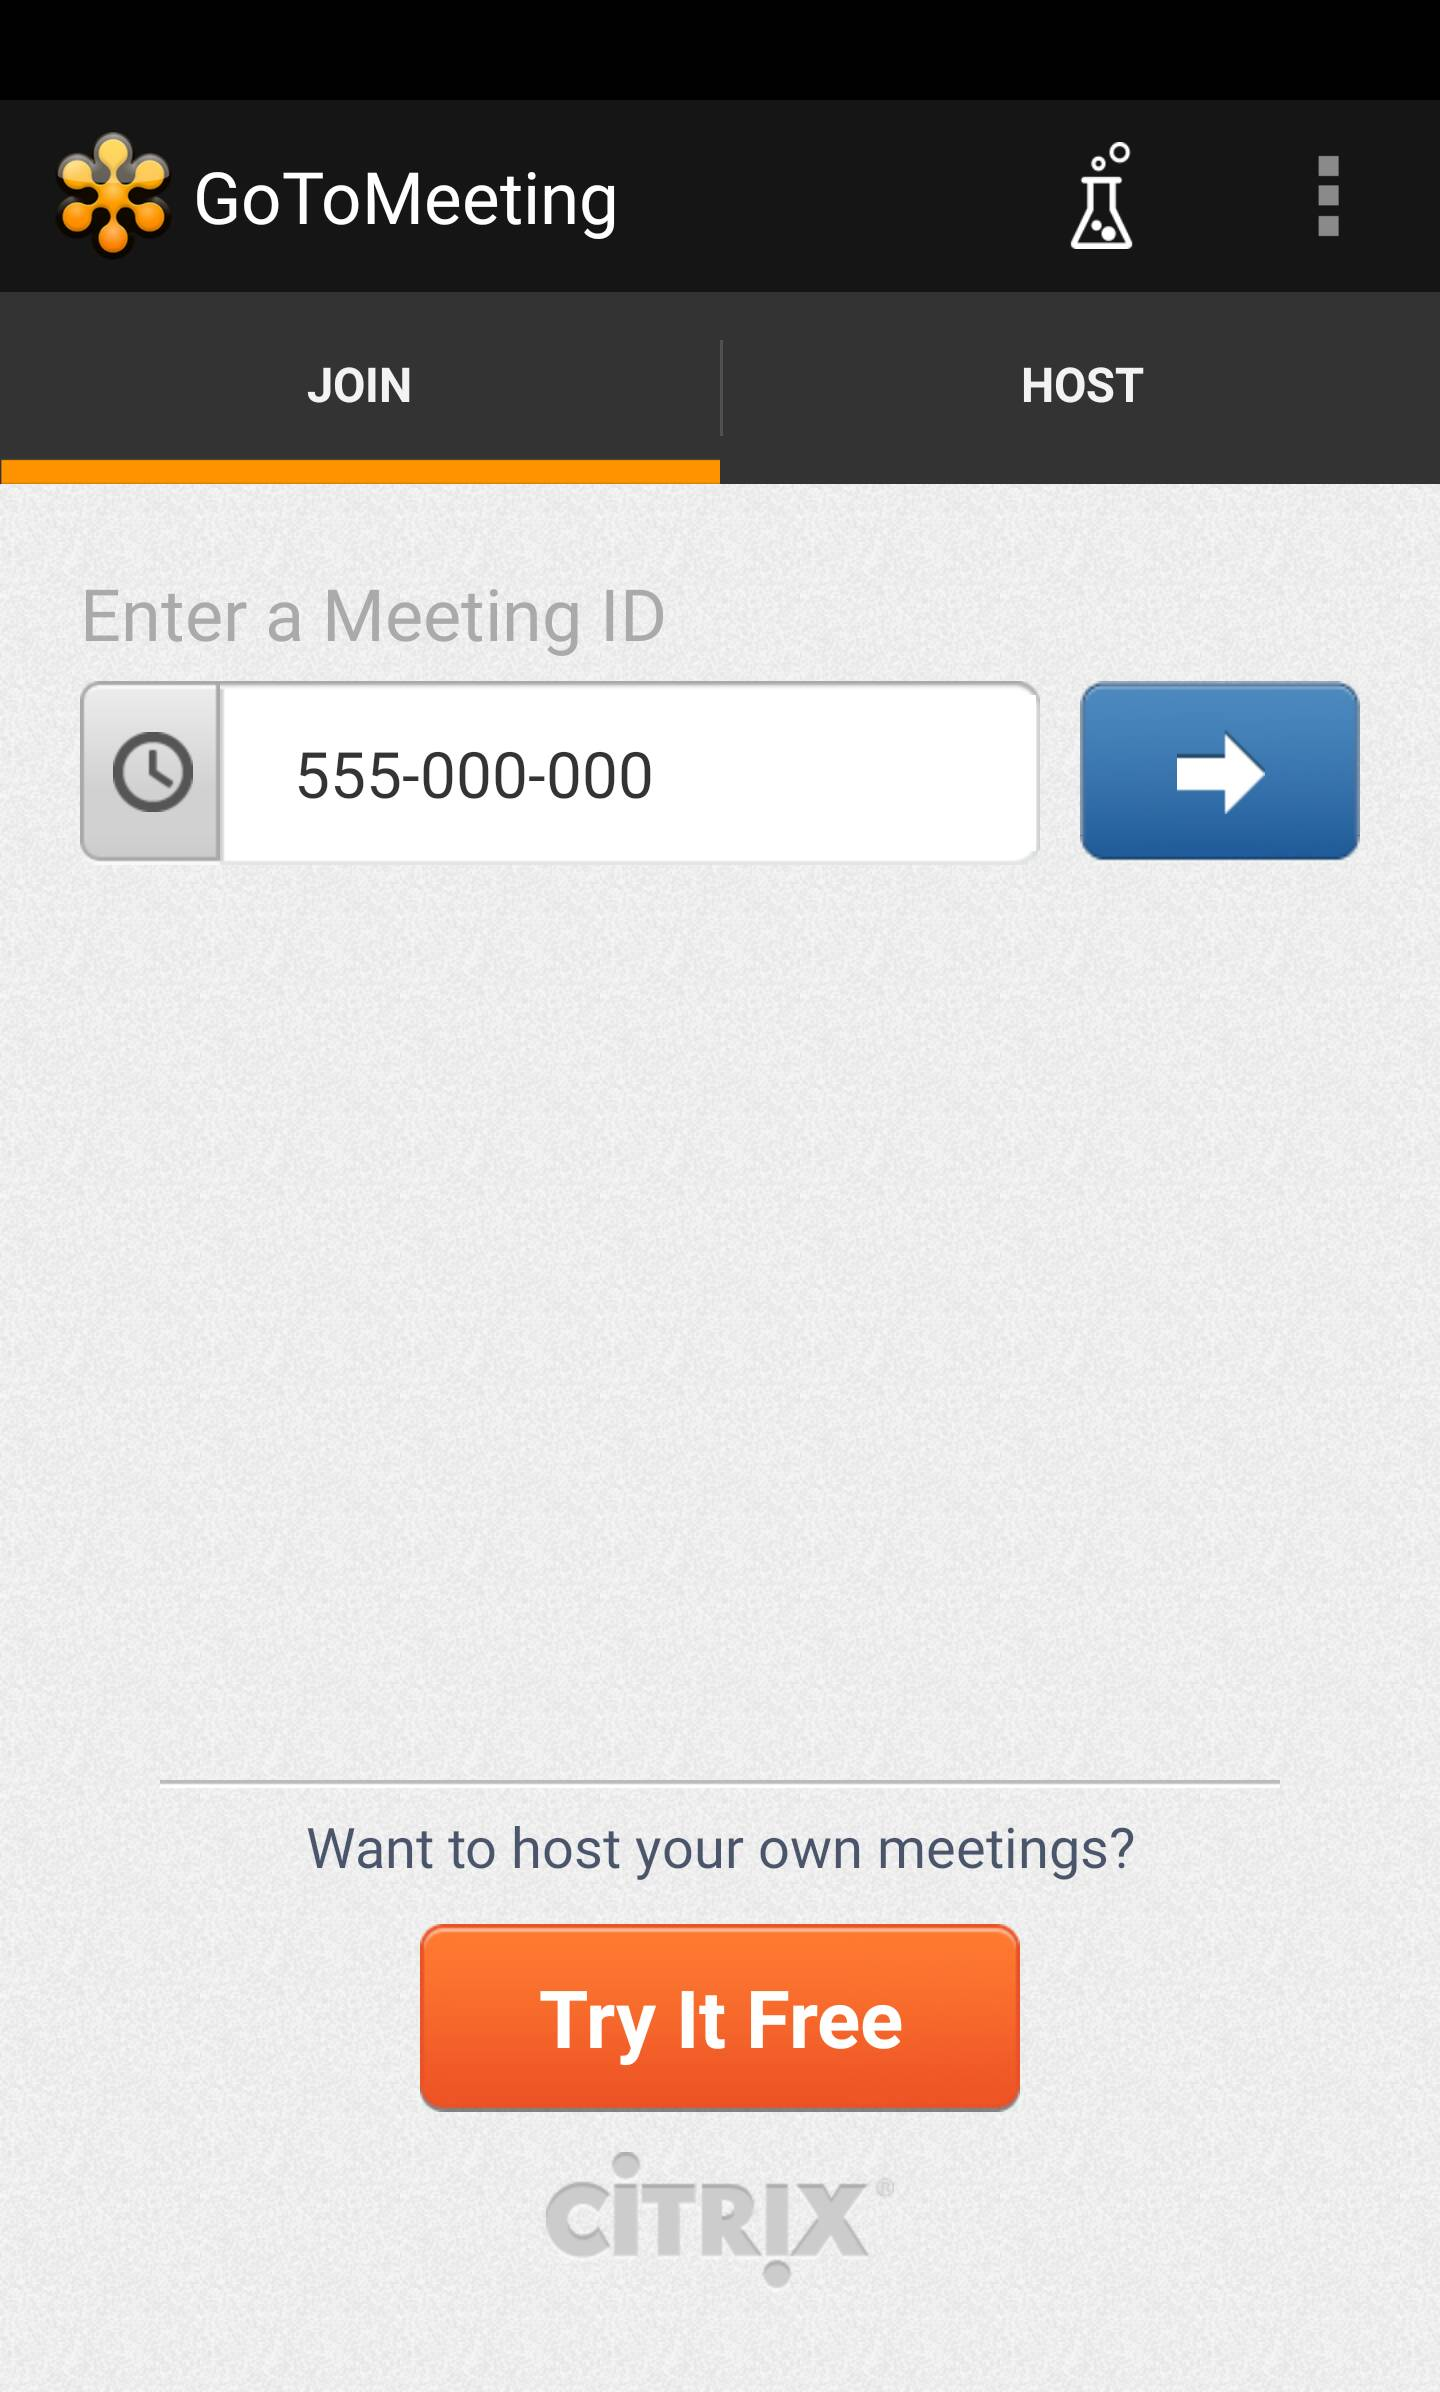 GoToMeeting
JOIN
HOST
Enter a Meeting ID
555-000-000
Want to host your own meetings?
Try It Free
CiTRIX®